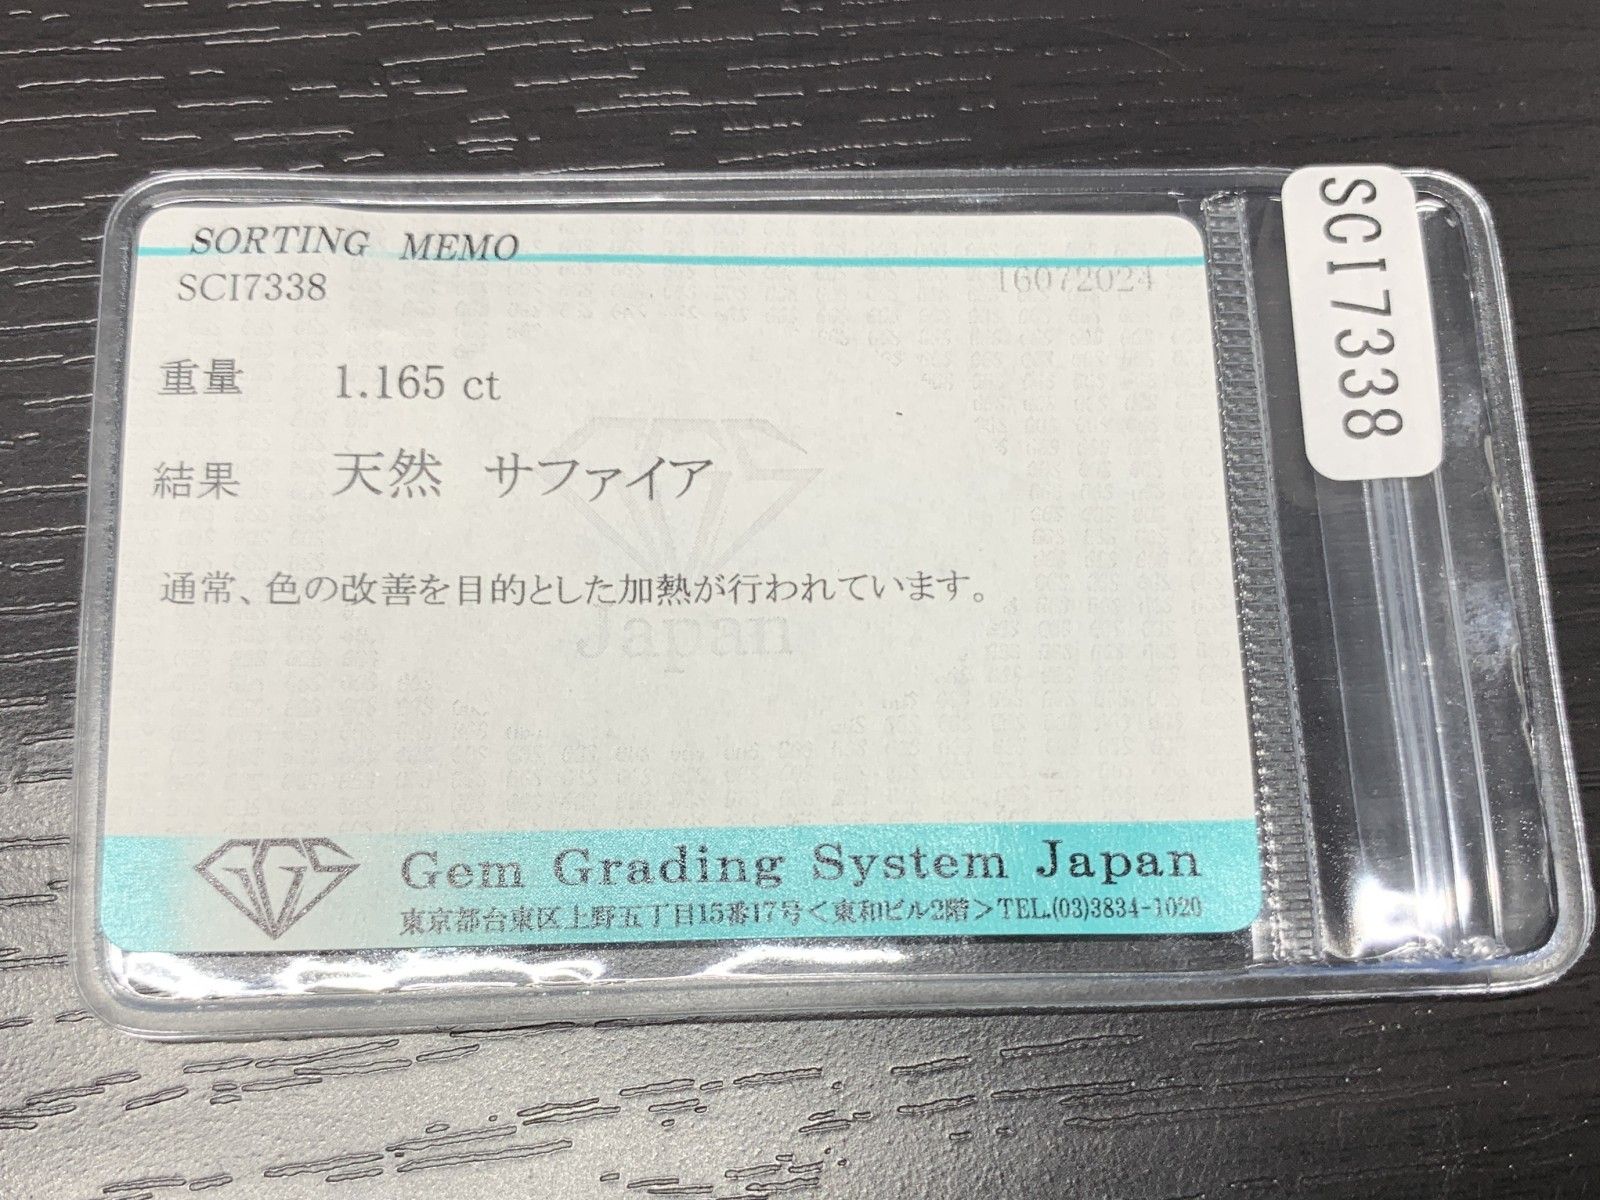 SORTING MEMO
SCI7338
16072024
重量 1.165 ct
結果 天然 サファイア
通常、色の改善を目的とした加熱が行われています。
GGS
Japan
GGS
Gem Grading System Japan
東京都台東区上野五丁目15番17号<東和ビル2階>TEL.(03)3834-1020
SCI7338